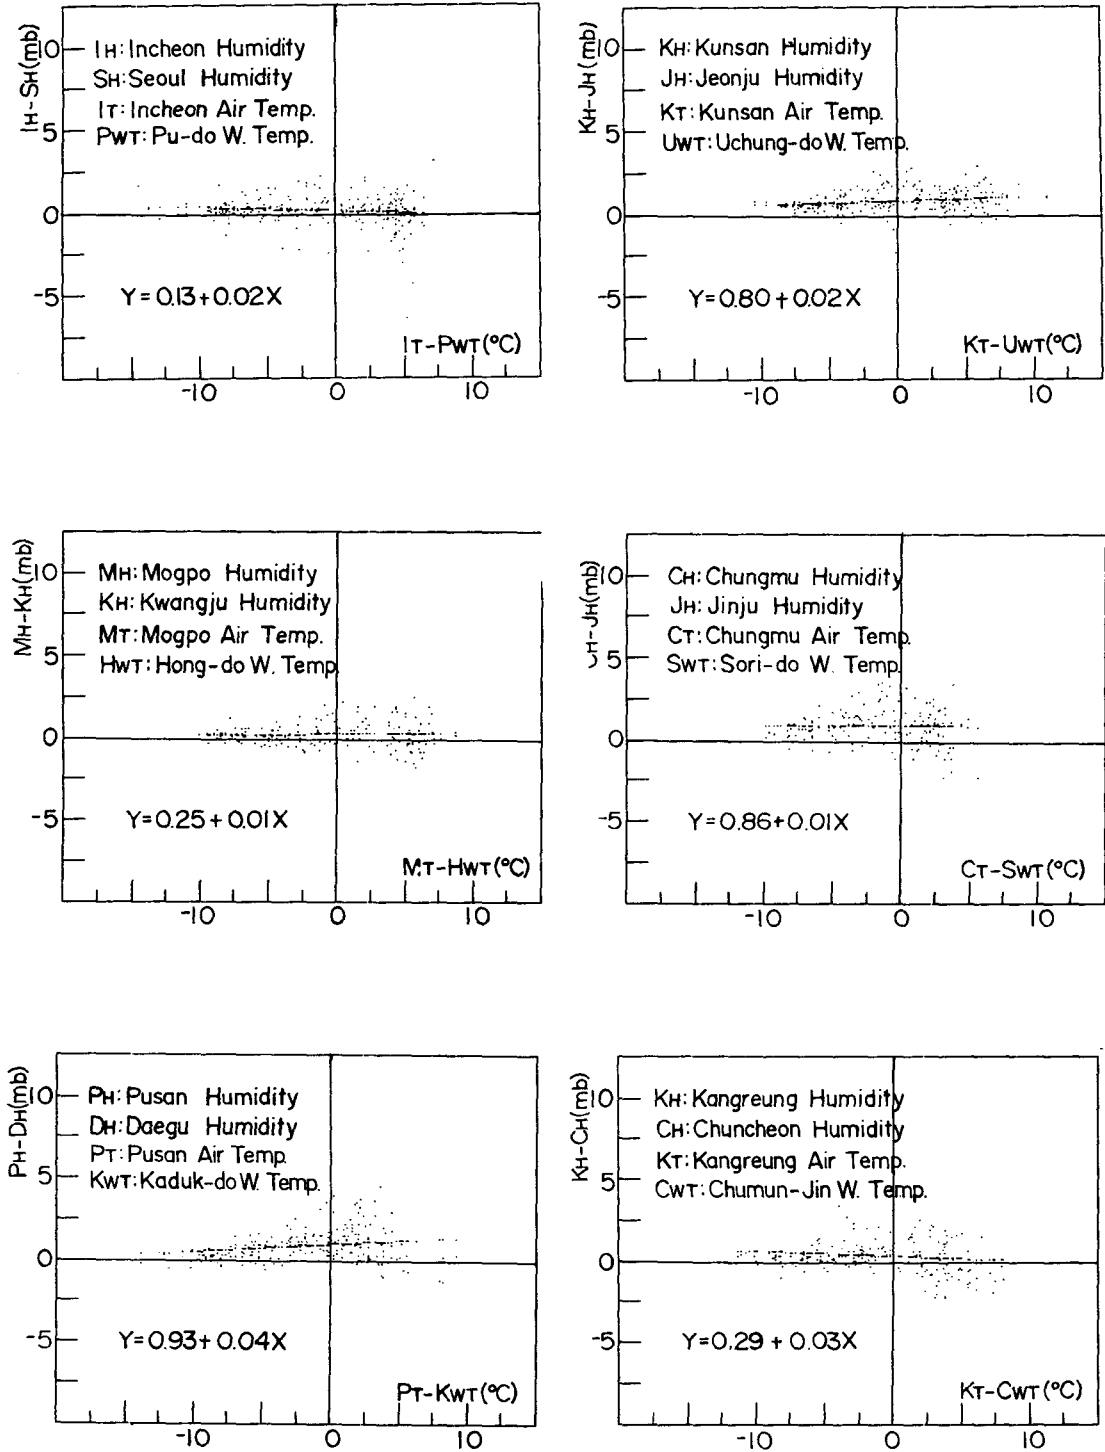 IH-SH(mb)
10
5
0
-5
IH:Incheon Humidity
SH:Seoul Humidity
IT:Incheon Air Temp.
PWT:Pu-do W. Temp.
Y=0.13+0.02X
IT-PWT(°C)
-10 0 10
KH-JH(mb)
10
5
0
-5
KH:Kunsan Humidity
JH:Jeonju Humidity
KT:Kunsan Air Temp.
UWT:Uchung-do W. Temp.
Y=0.80+0.02X
KT-UWT(°C)
-10 0 10
MH-KH(mb)
10
5
0
-5
MH:Mogpo Humidity
KH:Kwangju Humidity
MT:Mogpo Air Temp.
HWT:Hong-do W. Temp.
Y=0.25+0.01X
MT-HWT(°C)
-10 0 10
CH-JH(mb)
10
5
0
-5
CH:Chungmu Humidity
JH:Jinju Humidity
CT:Chungmu Air Temp.
SWT:Sori-do W. Temp.
Y=0.86+0.01X
CT-SWT(°C)
-10 0 10
PH-DH(mb)
10
5
0
-5
PH:Pusan Humidity
DH:Daegu Humidity
PT:Pusan Air Temp.
KWT:Kaduk-do W. Temp.
Y=0.93+0.04X
PT-KWT(°C)
-10 0 10
KH-CH(mb)
10
5
0
-5
KH:Kangreung Humidity
CH:Chuncheon Humidity
KT:Kangreung Air Temp.
CWT:Chumun-Jin W. Temp.
Y=0.29+0.03X
KT-CWT(°C)
-10 0 10